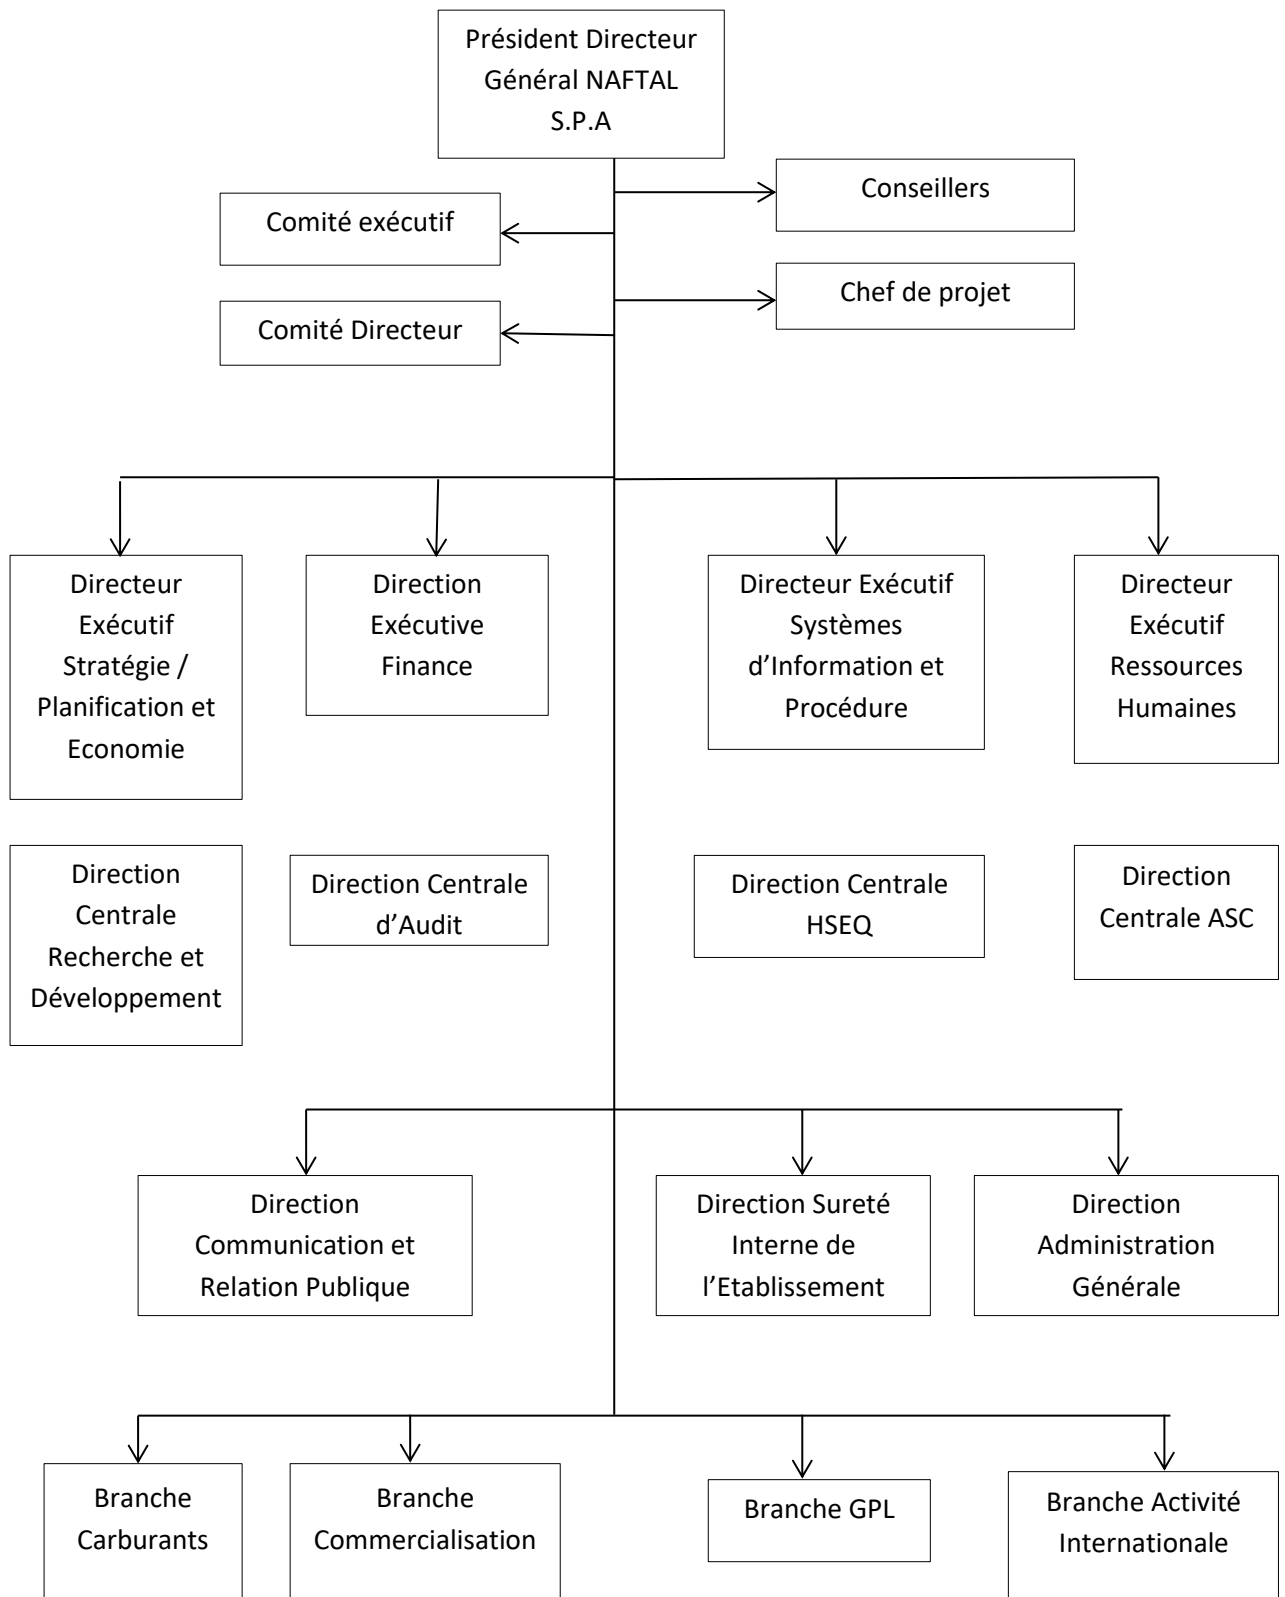 Président Directeur
Général NAFTAL
S.P.A
Conseillers
Comité exécutif
Chef de projet
Comité Directeur
Directeur
Exécutif
Stratégie /
Planification et
Economie
Direction
Exécutive
Finance
Directeur Exécutif
Systèmes
d’Information et
Procédure
Directeur
Exécutif
Ressources
Humaines
Direction
Centrale
Recherche et
Développement
Direction Centrale
d’Audit
Direction Centrale
HSEQ
Direction
Centrale ASC
Direction
Communication et
Relation Publique
Direction Sureté
Interne de
l’Etablissement
Direction
Administration
Générale
Branche
Carburants
Branche
Commercialisation
Branche GPL
Branche Activité
Internationale